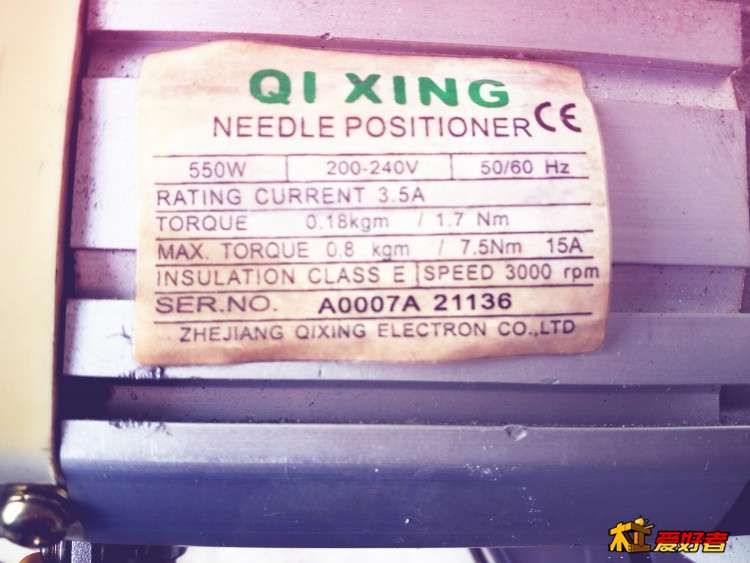 QI XING
NEEDLE POSITIONER CE
550W 200-240V 50/60 Hz
RATING CURRENT 3.5A
TORQUE 0.18kgm / 1.7 Nm
MAX. TORQUE 0.8 kgm / 7.5Nm 15A
INSULATION CLASS E SPEED 3000 rpm
SER.NO. A0007A 21136
ZHEJIANG QIXING ELECTRON CO.,LTD
木工爱好者